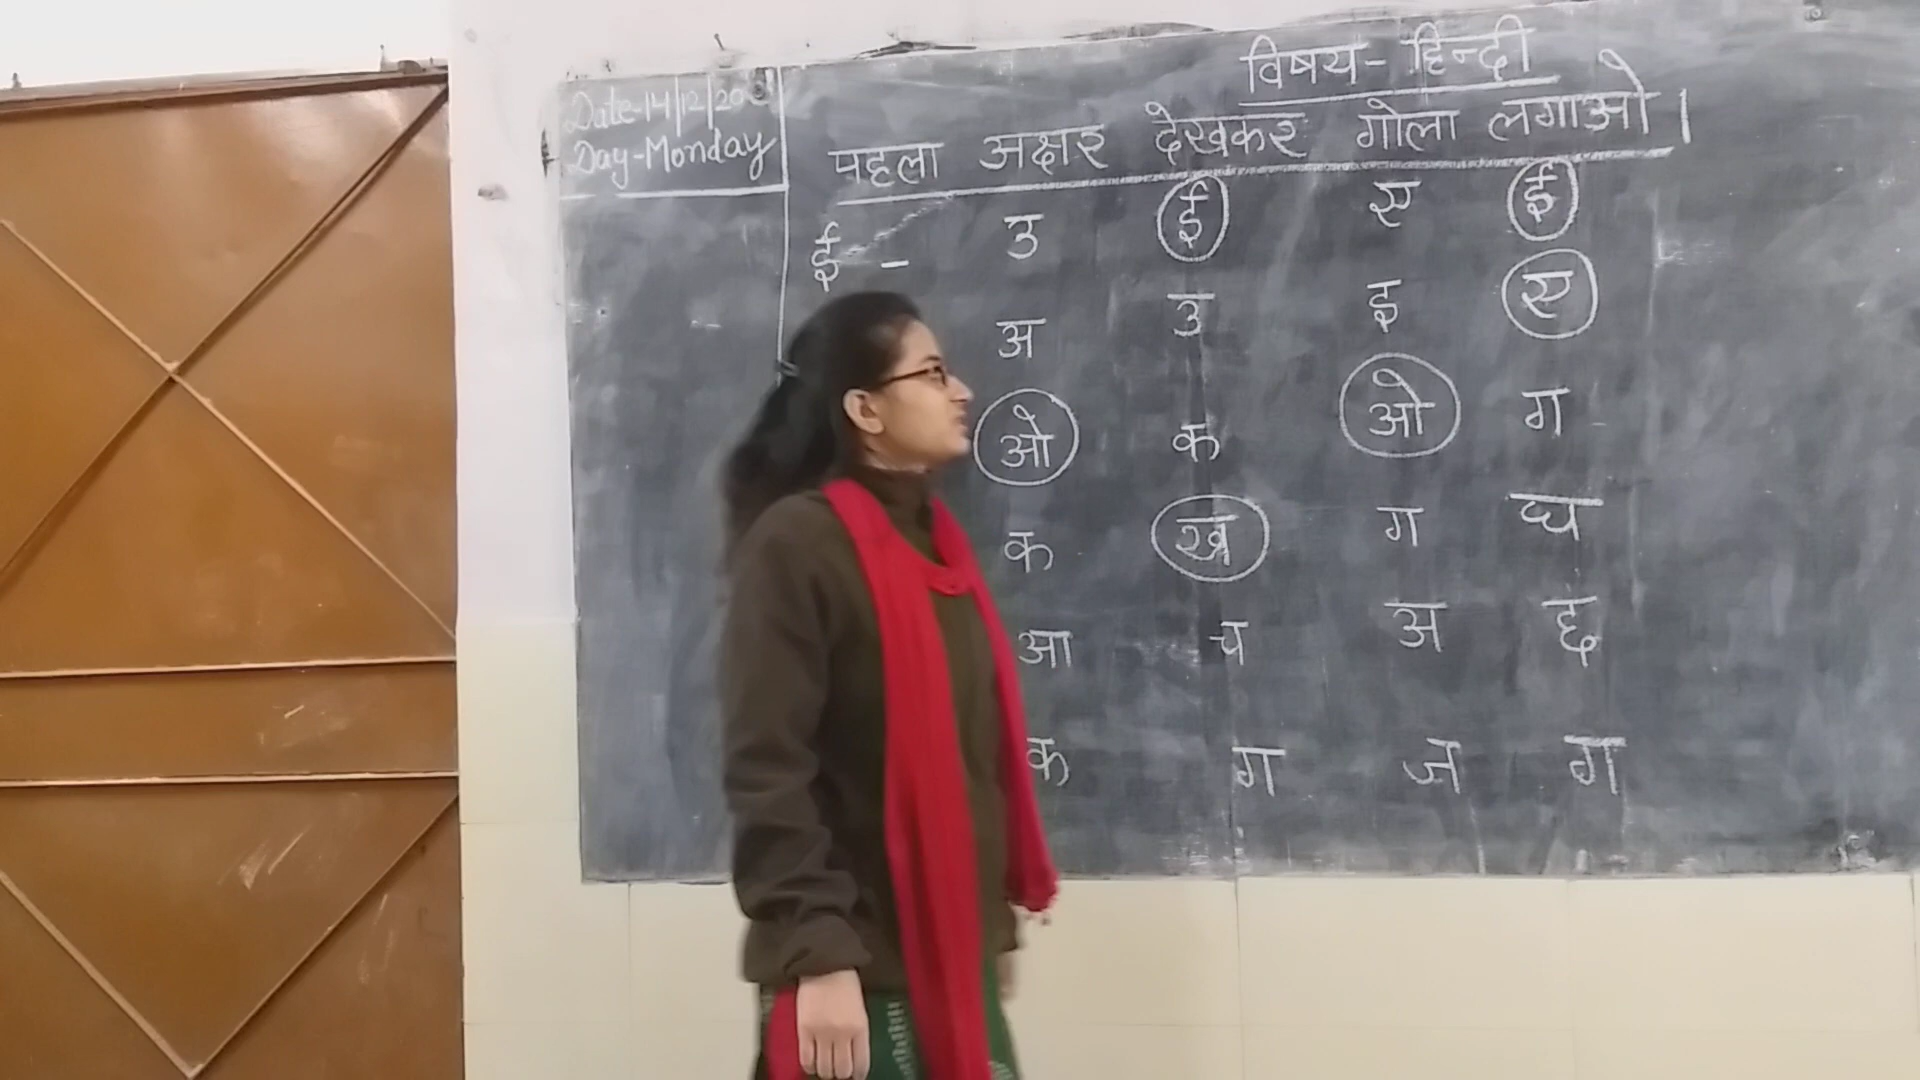 विषय- हिन्दी
Date-14/12/20
Day-Monday
पहला अक्षर देखकर गोला लगाओ।
ई - उ ई स ई
अ उ इ स
ओ क ओ ग
क ख ग घ
आ च अ छ
क ग ज ग